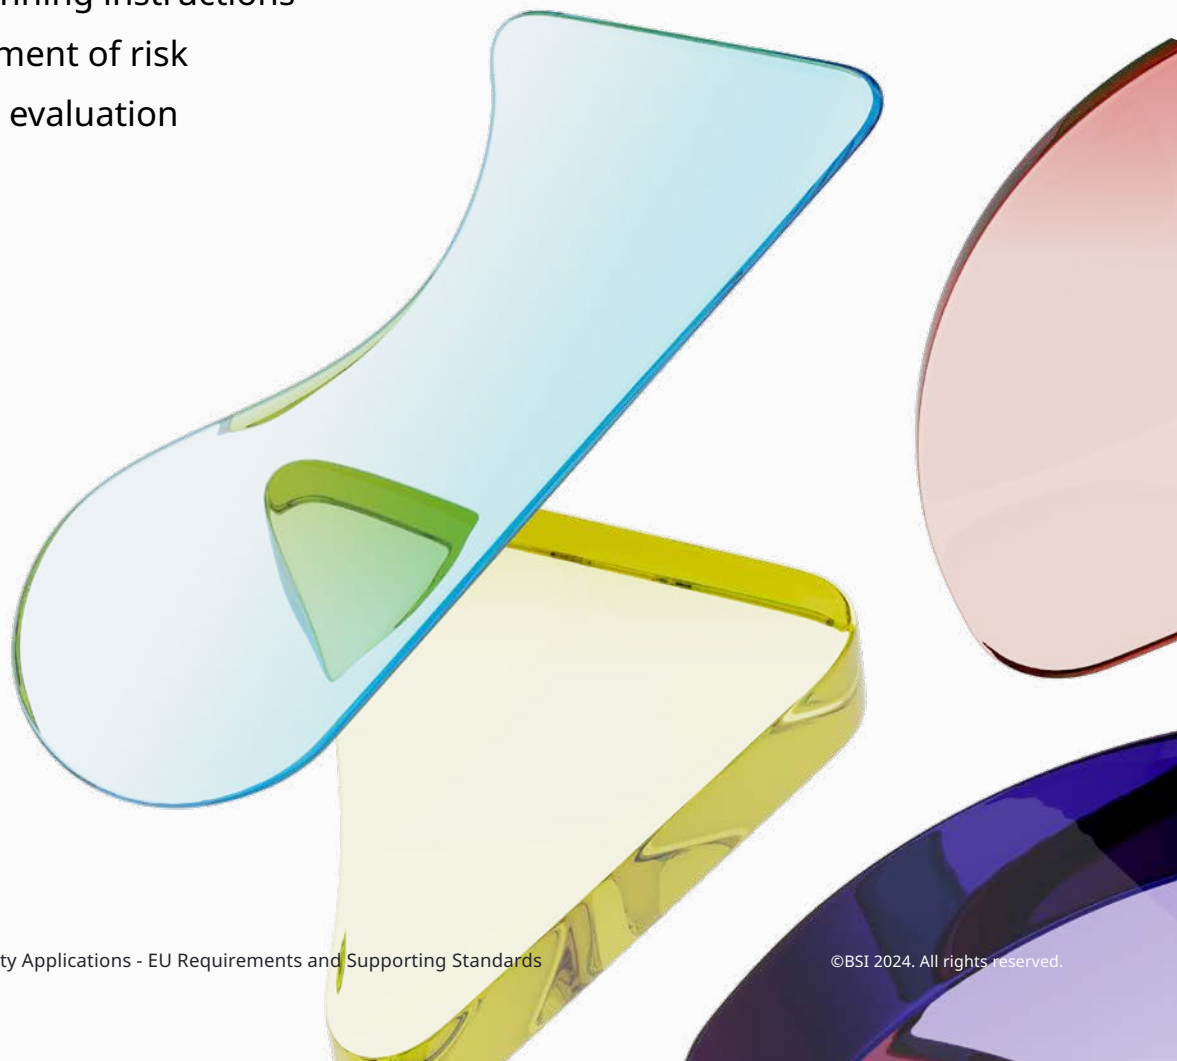 ment of risk
evaluation
ty Applications - EU Requirements and Supporting Standards
©BSI 2024. All rights reserved.